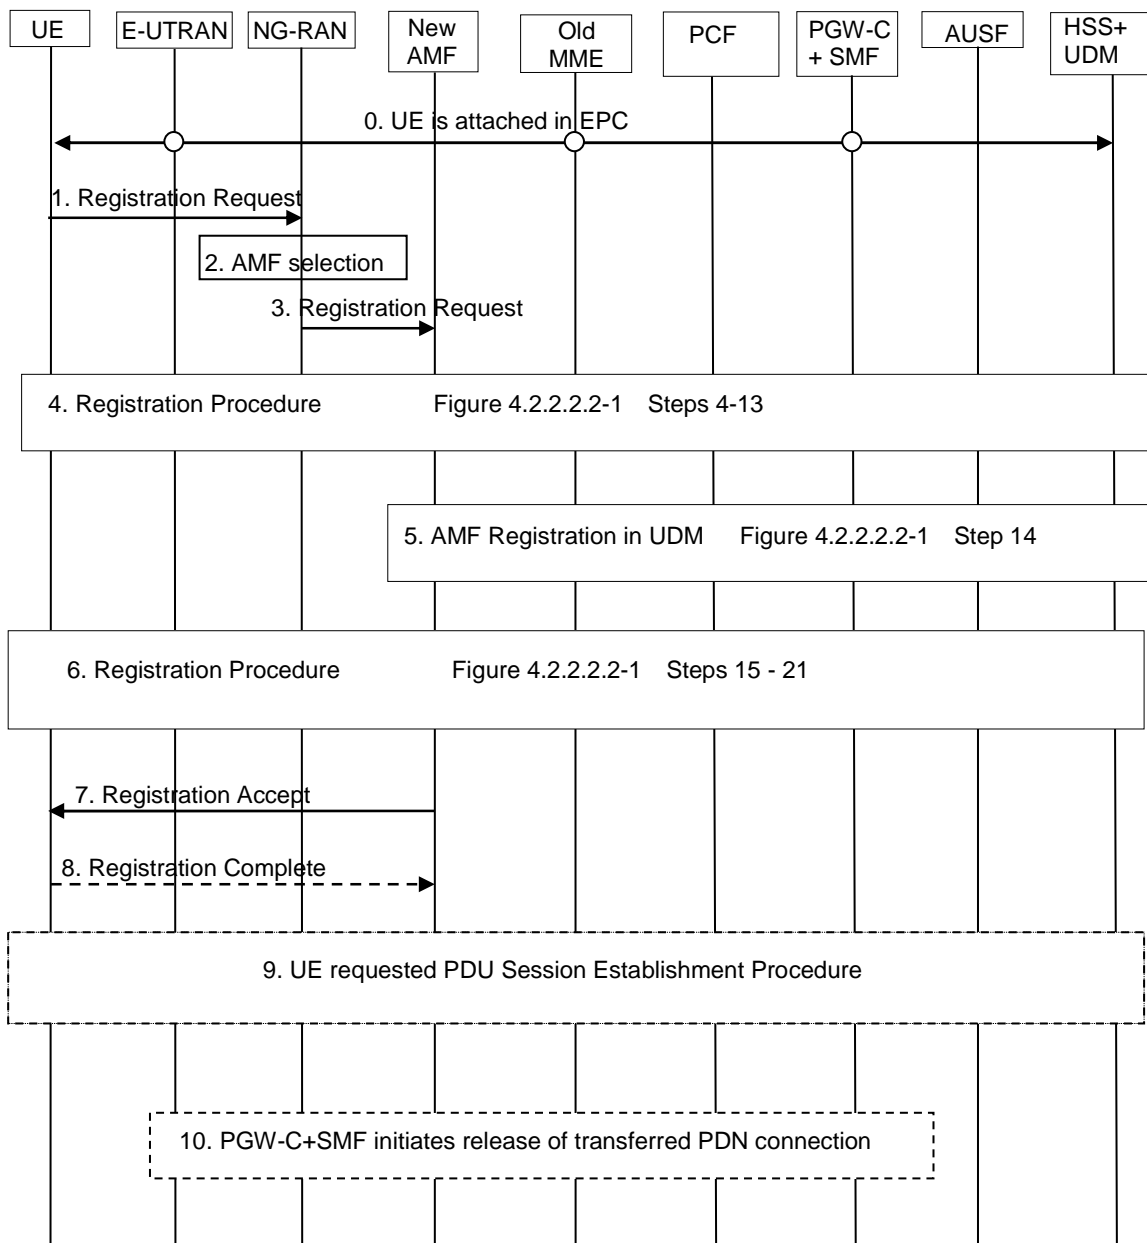 UE
E-UTRAN
NG-RAN
New
AMF
Old
MME
PCF
PGW-C
+ SMF
AUSF
HSS+
UDM
0. UE is attached in EPC
1. Registration Request
2. AMF selection
3. Registration Request
4. Registration Procedure Figure 4.2.2.2.2-1 Steps 4-13
5. AMF Registration in UDM Figure 4.2.2.2.2-1 Step 14
6. Registration Procedure Figure 4.2.2.2.2-1 Steps 15 - 21
7. Registration Accept
8. Registration Complete
9. UE requested PDU Session Establishment Procedure
10. PGW-C+SMF initiates release of transferred PDN connection